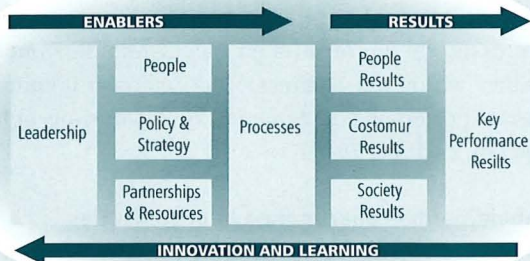 ENABLERS
RESULTS
Leadership
People
Policy &
Strategy
Partnerships
& Resources
Processes
People
Results
Costomur
Results
Society
Results
Key
Performance
Resilts
INNOVATION AND LEARNING